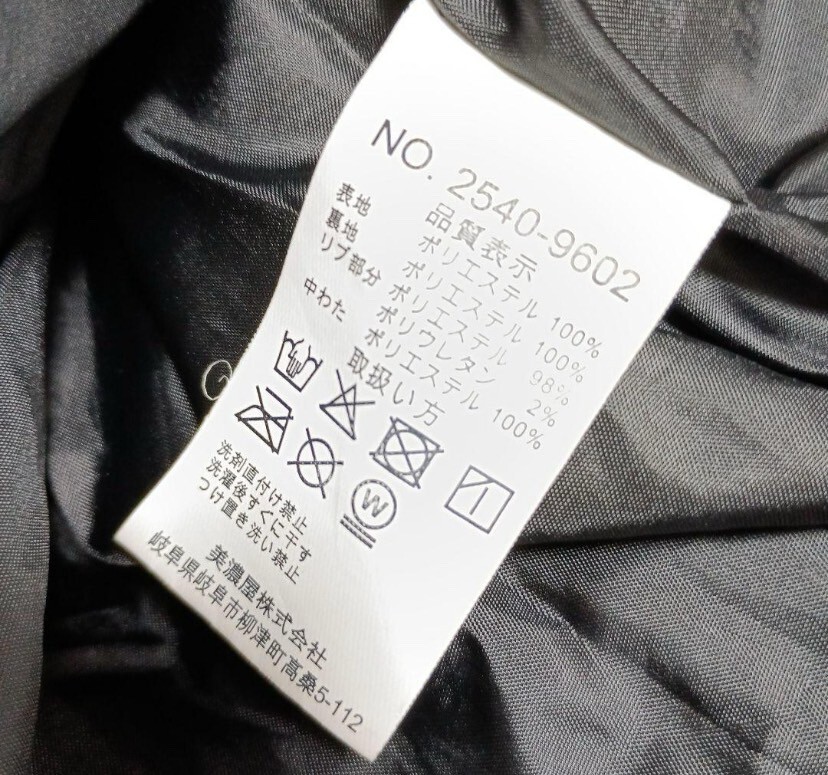 NO. 2540-9602
品質表示
表地 ポリエステル 100%
裏地 ポリエステル 100%
リブ部分 ポリエステル 98%
ポリウレタン 2%
中わた ポリエステル 100%
取扱い方
W
洗剤直付け禁止
洗濯後すぐに干す
つけ置き洗い禁止
美濃屋株式会社
岐阜県岐阜市柳津町高桑5-112